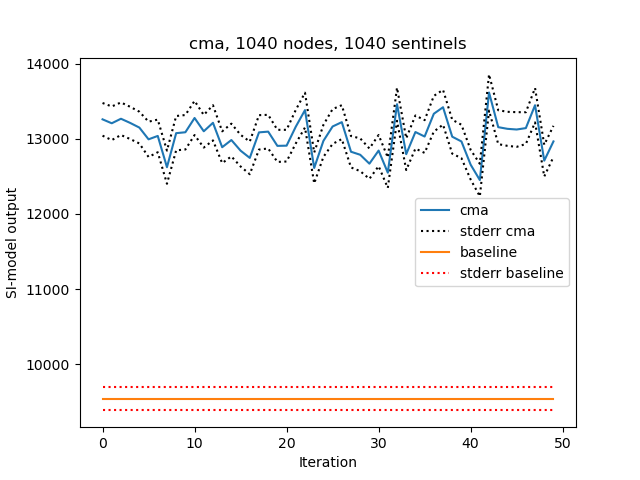 cma, 1040 nodes, 1040 sentinels
14000
13000
12000
11000
10000
SI-model output
cma
stderr cma
baseline
stderr baseline
0
10
20
30
40
50
Iteration